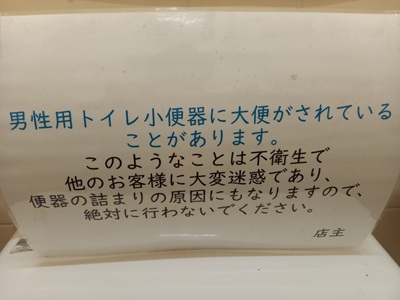 男性用トイレ小便器に大便がされている
ことがあります。
このようなことは不衛生で
他のお客様に大変迷惑であり、
便器の詰まりの原因にもなりますので、
絶対に行わないでください。
店主